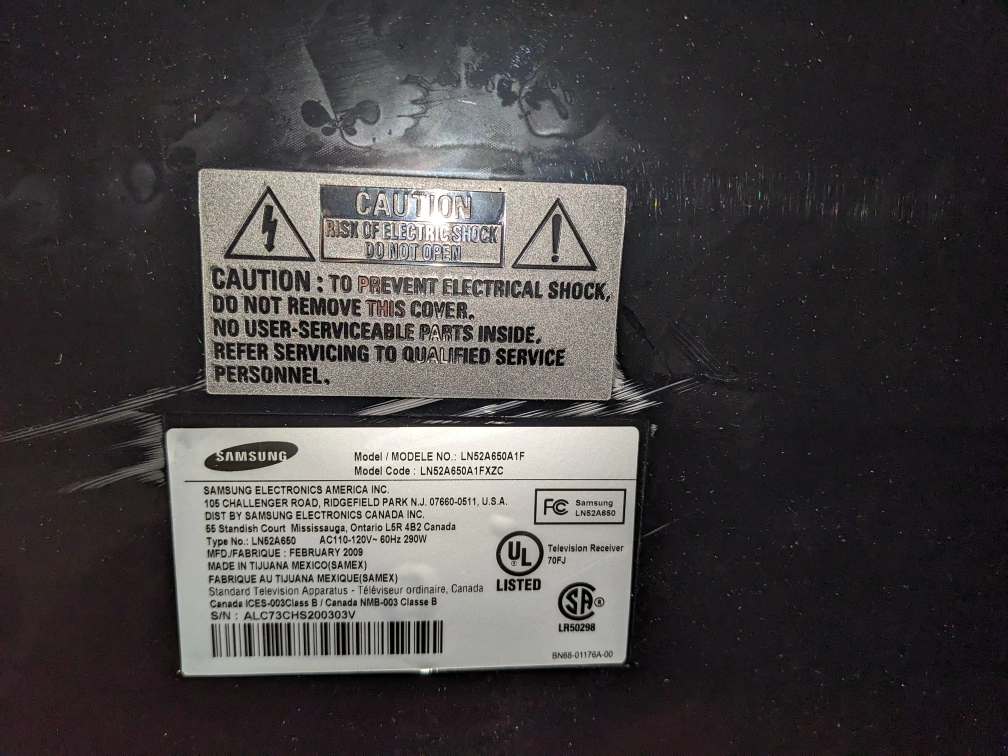 CAUTION
RISK OF ELECTRIC SHOCK
DO NOT OPEN
CAUTION : TO PREVENT ELECTRICAL SHOCK,
DO NOT REMOVE THIS COVER.
NO USER-SERVICEABLE PARTS INSIDE.
REFER SERVICING TO QUALIFIED SERVICE
PERSONNEL.
SAMSUNG
Model / MODELE NO.: LN52A650A1F
Model Code : LN52A650A1FXZC
SAMSUNG ELECTRONICS AMERICA INC.
105 CHALLENGER ROAD, RIDGEFIELD PARK N.J. 07660-0511, U.S.A.
DIST BY SAMSUNG ELECTRONICS CANADA INC.
55 Standish Court Mississauga, Ontario L5R 4B2 Canada
Type No.: LN52A650 AC110-120V~ 60Hz 290W
MFD./FABRIQUE : FEBRUARY 2009
MADE IN TIJUANA MEXICO(SAMEX)
FABRIQUE AU TIJUANA MEXIQUE(SAMEX)
Standard Television Apparatus - Téléviseur ordinaire, Canada
Canada ICES-003Class B / Canada NMB-003 Classe B
S/N : ALC73CHS200303V
FC Samsung
LN52A650
UL
LISTED
Television Receiver
70FJ
SA ®
LR50298
BN68-01176A-00